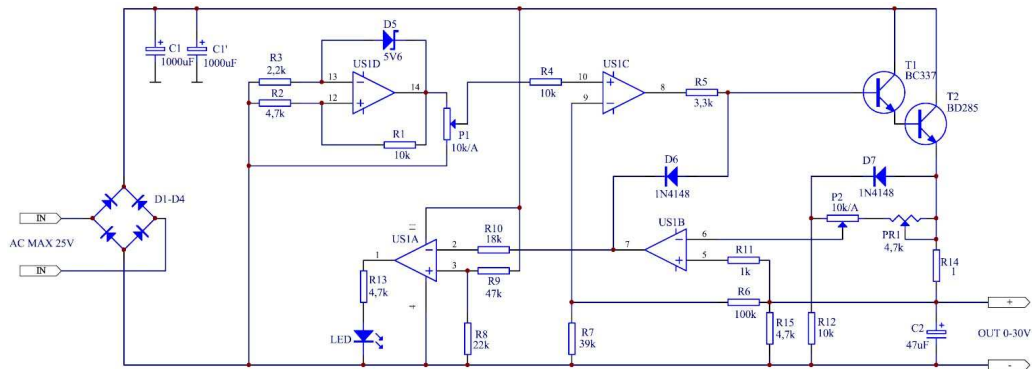 D5
5V6
C1
1000uF
C1'
1000uF
R3
2,2k
US1D
13
12
14
R2
4,7k
R1
10k
P1
10k/A
R4
10k
US1C
10
9
8
R5
3,3k
T1
BC337
T2
BD285
D1-D4
IN
AC MAX 25V
IN
D6
1N4148
D7
1N4148
P2
10k/A
PR1
4,7k
R14
1
US1B
7
6
5
R11
1k
US1A
11
4
1
2
3
R10
18k
R9
47k
R13
4,7k
LED
R8
22k
R7
39k
R6
100k
R15
4,7k
R12
10k
C2
47uF
OUT 0-30V
+
-